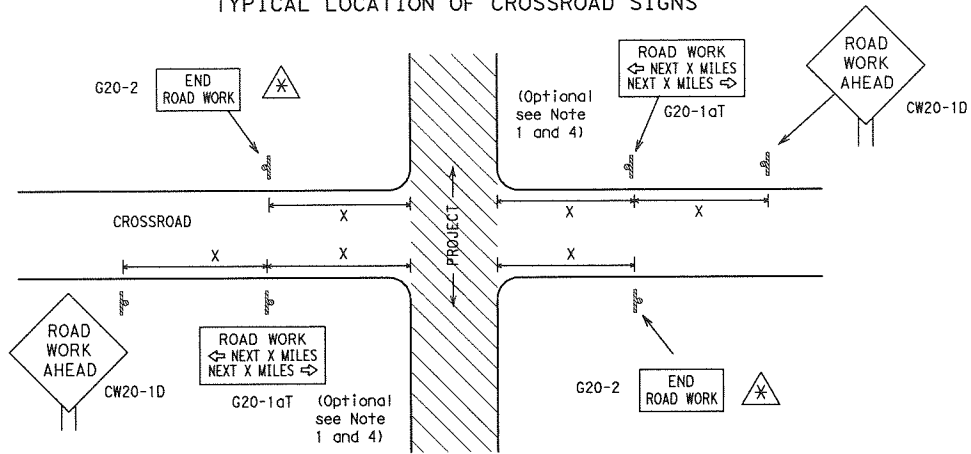 TYPICAL LOCATION OF CROSSROAD SIGNS
G20-2
END
ROAD WORK
*
(Optional
see Note
1 and 4)
ROAD WORK
⇦ NEXT X MILES
NEXT X MILES ⇨
G20-1aT
ROAD
WORK
AHEAD
CW20-1D
X
X
X
CROSSROAD
PROJECT
X
X
X
ROAD
WORK
AHEAD
CW20-1D
ROAD WORK
⇦ NEXT X MILES
NEXT X MILES ⇨
G20-1aT
(Optional
see Note
1 and 4)
G20-2
END
ROAD WORK
*